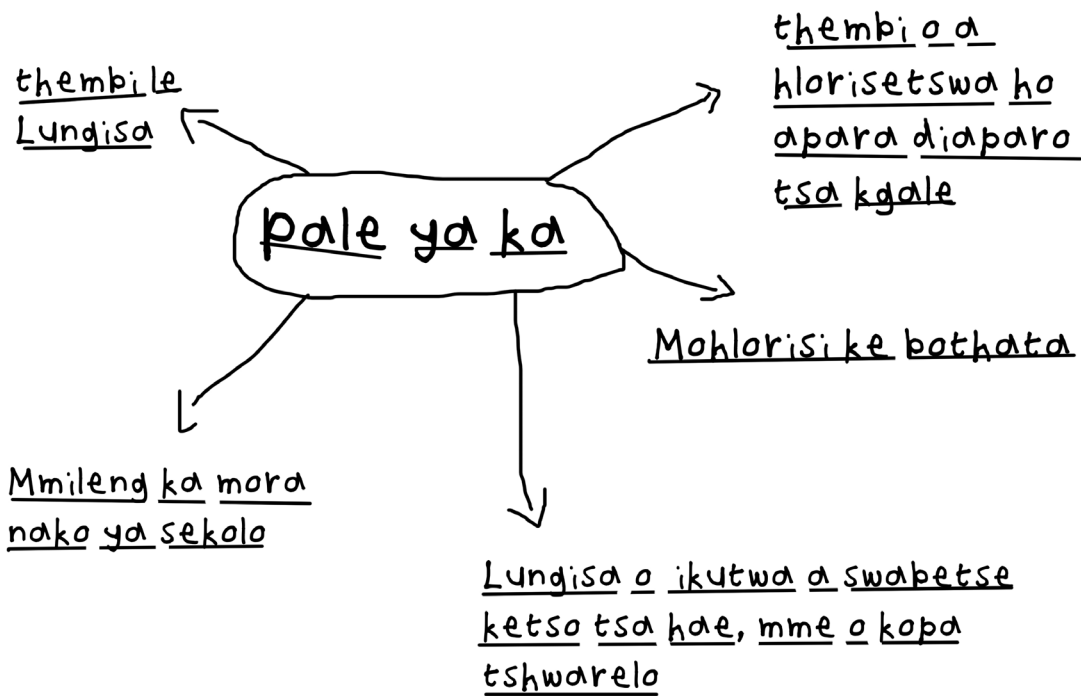 thembile
Lungisa
thembi o a
hlorisetswa ho
apara diaparo
tsa kgale
pale ya ka
Mohlorisi ke bothata
Mmileng ka mora
nako ya sekolo
Lungisa o ikutwa a swabetse
ketso tsa hae, mme o kopa
tshwarelo